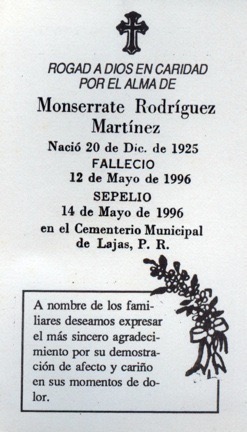 ROGAD A DIOS EN CARIDAD
POR EL ALMA DE
Monserrate Rodríguez
Martínez
Nació 20 de Dic. de 1925
FALLECIO
12 de Mayo de 1996
SEPELIO
14 de Mayo de 1996
en el Cementerio Municipal
de Lajas, P. R.
A nombre de los fami-
liares deseamos expresar
el más sincero agradeci-
miento por su demostra-
ción de afecto y cariño
en sus momentos de do-
lor.